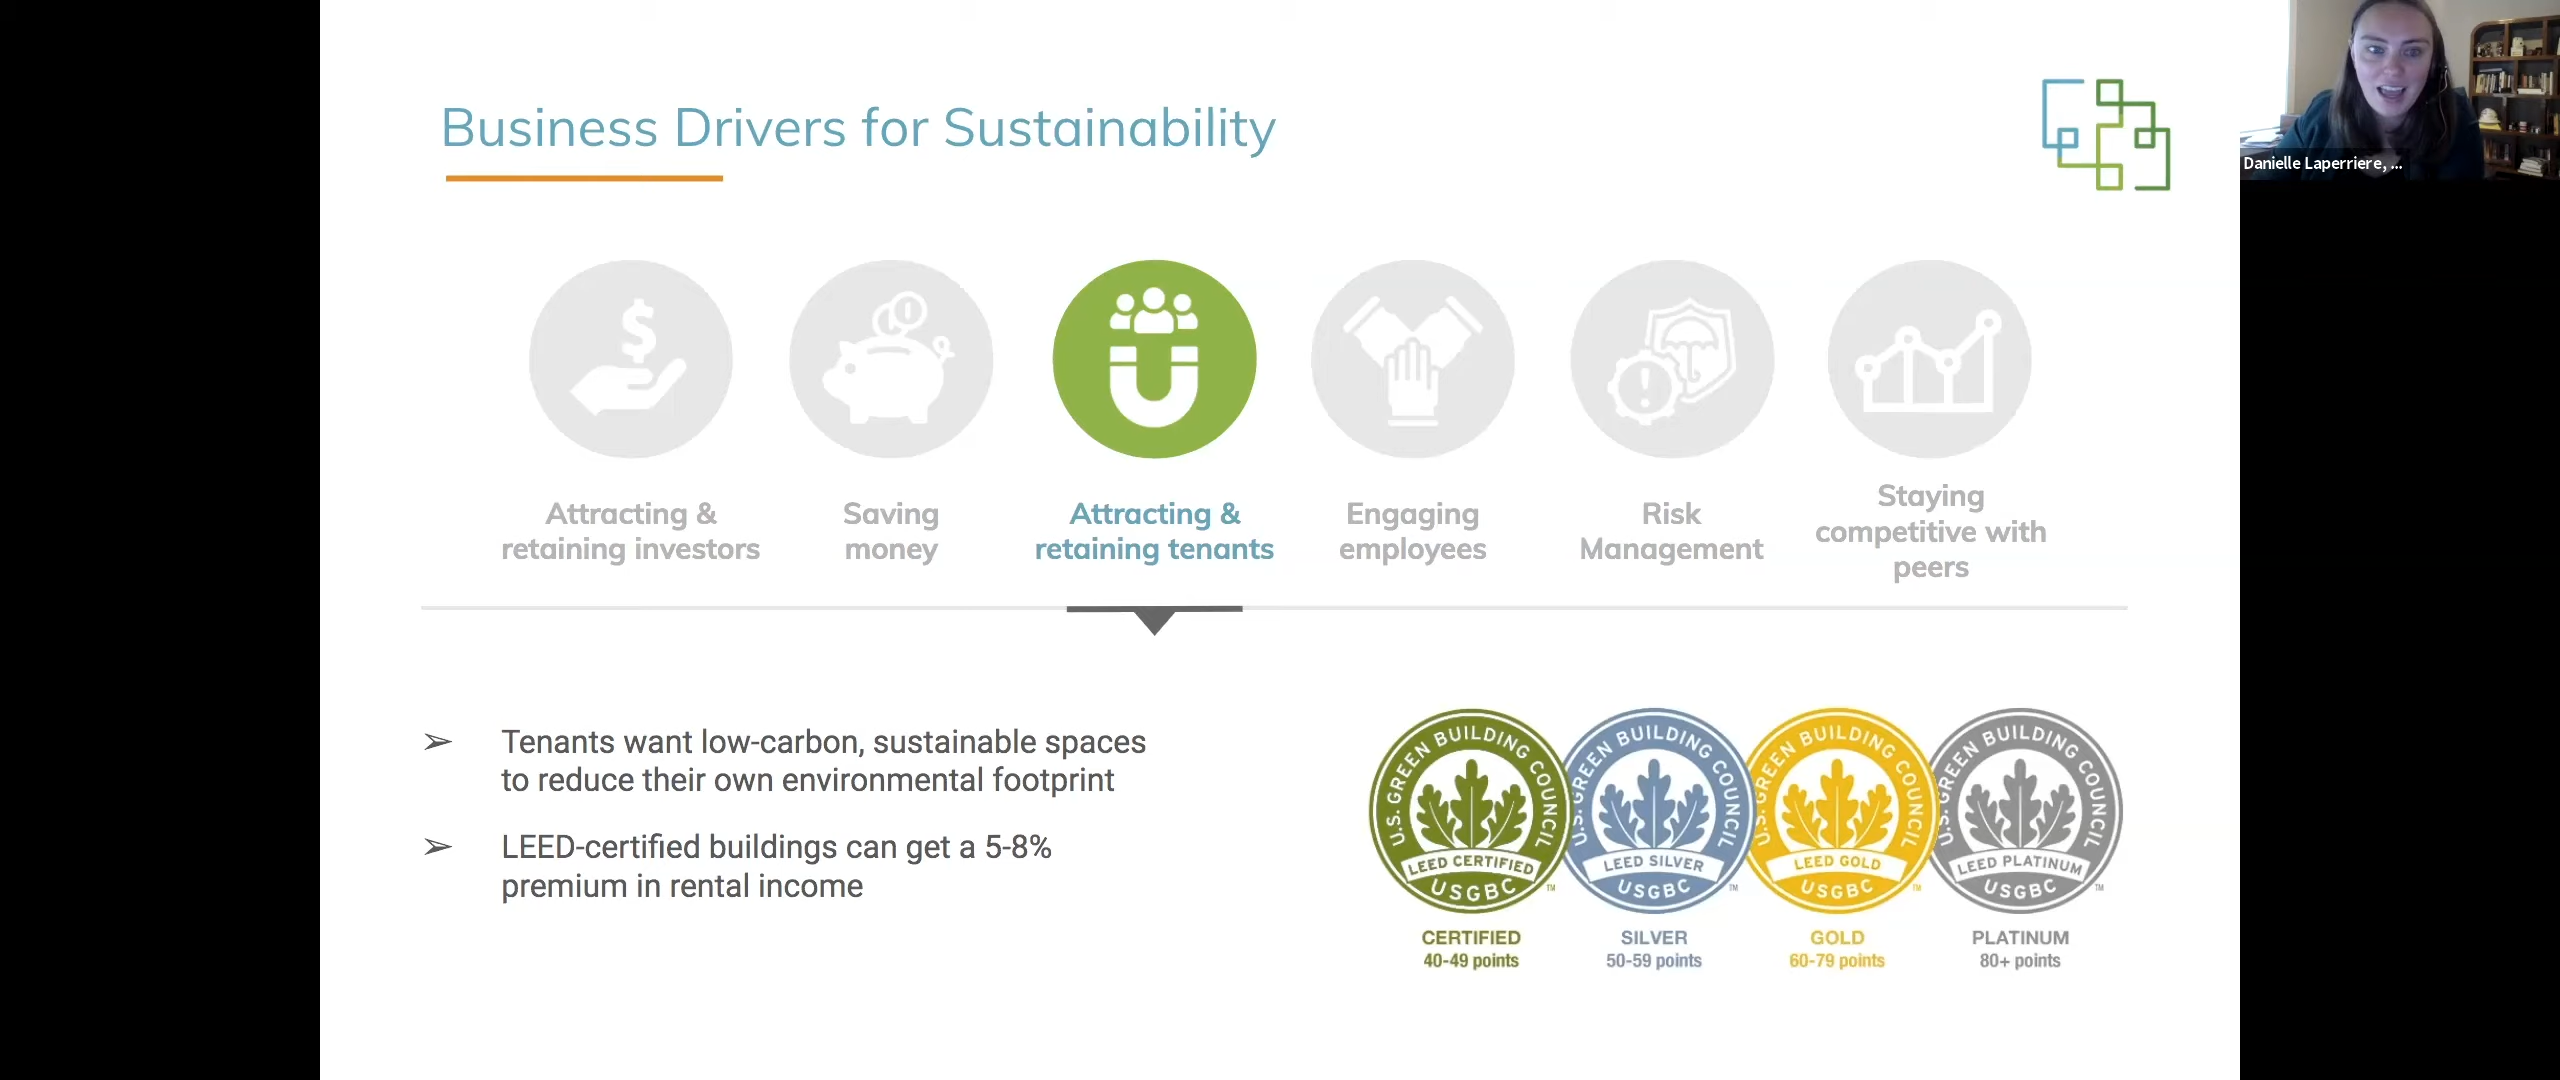 Business Drivers for Sustainability
Danielle Laperriere, ...
Attracting &
retaining investors
Saving
money
Attracting &
retaining tenants
Engaging
employees
Risk
Management
Staying
competitive with
peers
➢ Tenants want low-carbon, sustainable spaces
to reduce their own environmental footprint
➢ LEED-certified buildings can get a 5-8%
premium in rental income
U.S. GREEN BUILDING COUNCIL
LEED CERTIFIED
USGBC
TM
CERTIFIED
40-49 points
U.S. GREEN BUILDING COUNCIL
LEED SILVER
USGBC
TM
SILVER
50-59 points
U.S. GREEN BUILDING COUNCIL
LEED GOLD
USGBC
TM
GOLD
60-79 points
U.S. GREEN BUILDING COUNCIL
LEED PLATINUM
USGBC
TM
PLATINUM
80+ points